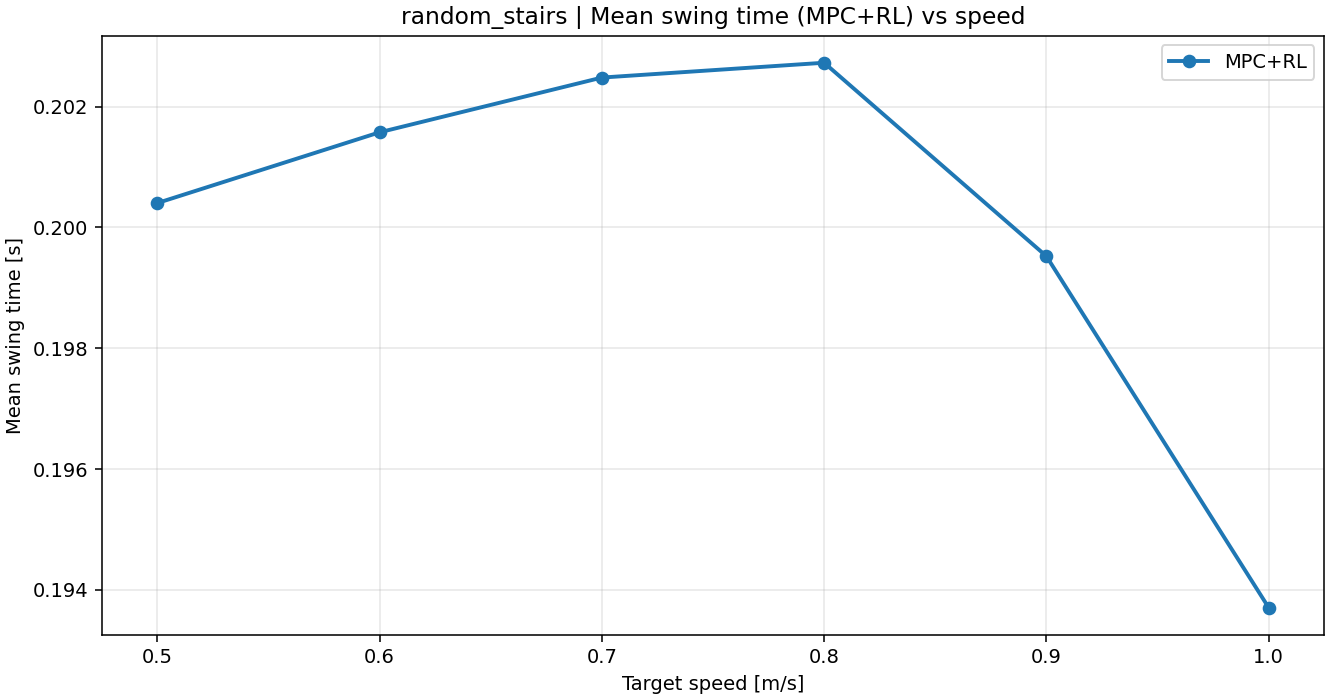 random_stairs | Mean swing time (MPC+RL) vs speed
MPC+RL
Mean swing time [s]
0.202
0.200
0.198
0.196
0.194
0.5 0.6 0.7 0.8 0.9 1.0
Target speed [m/s]